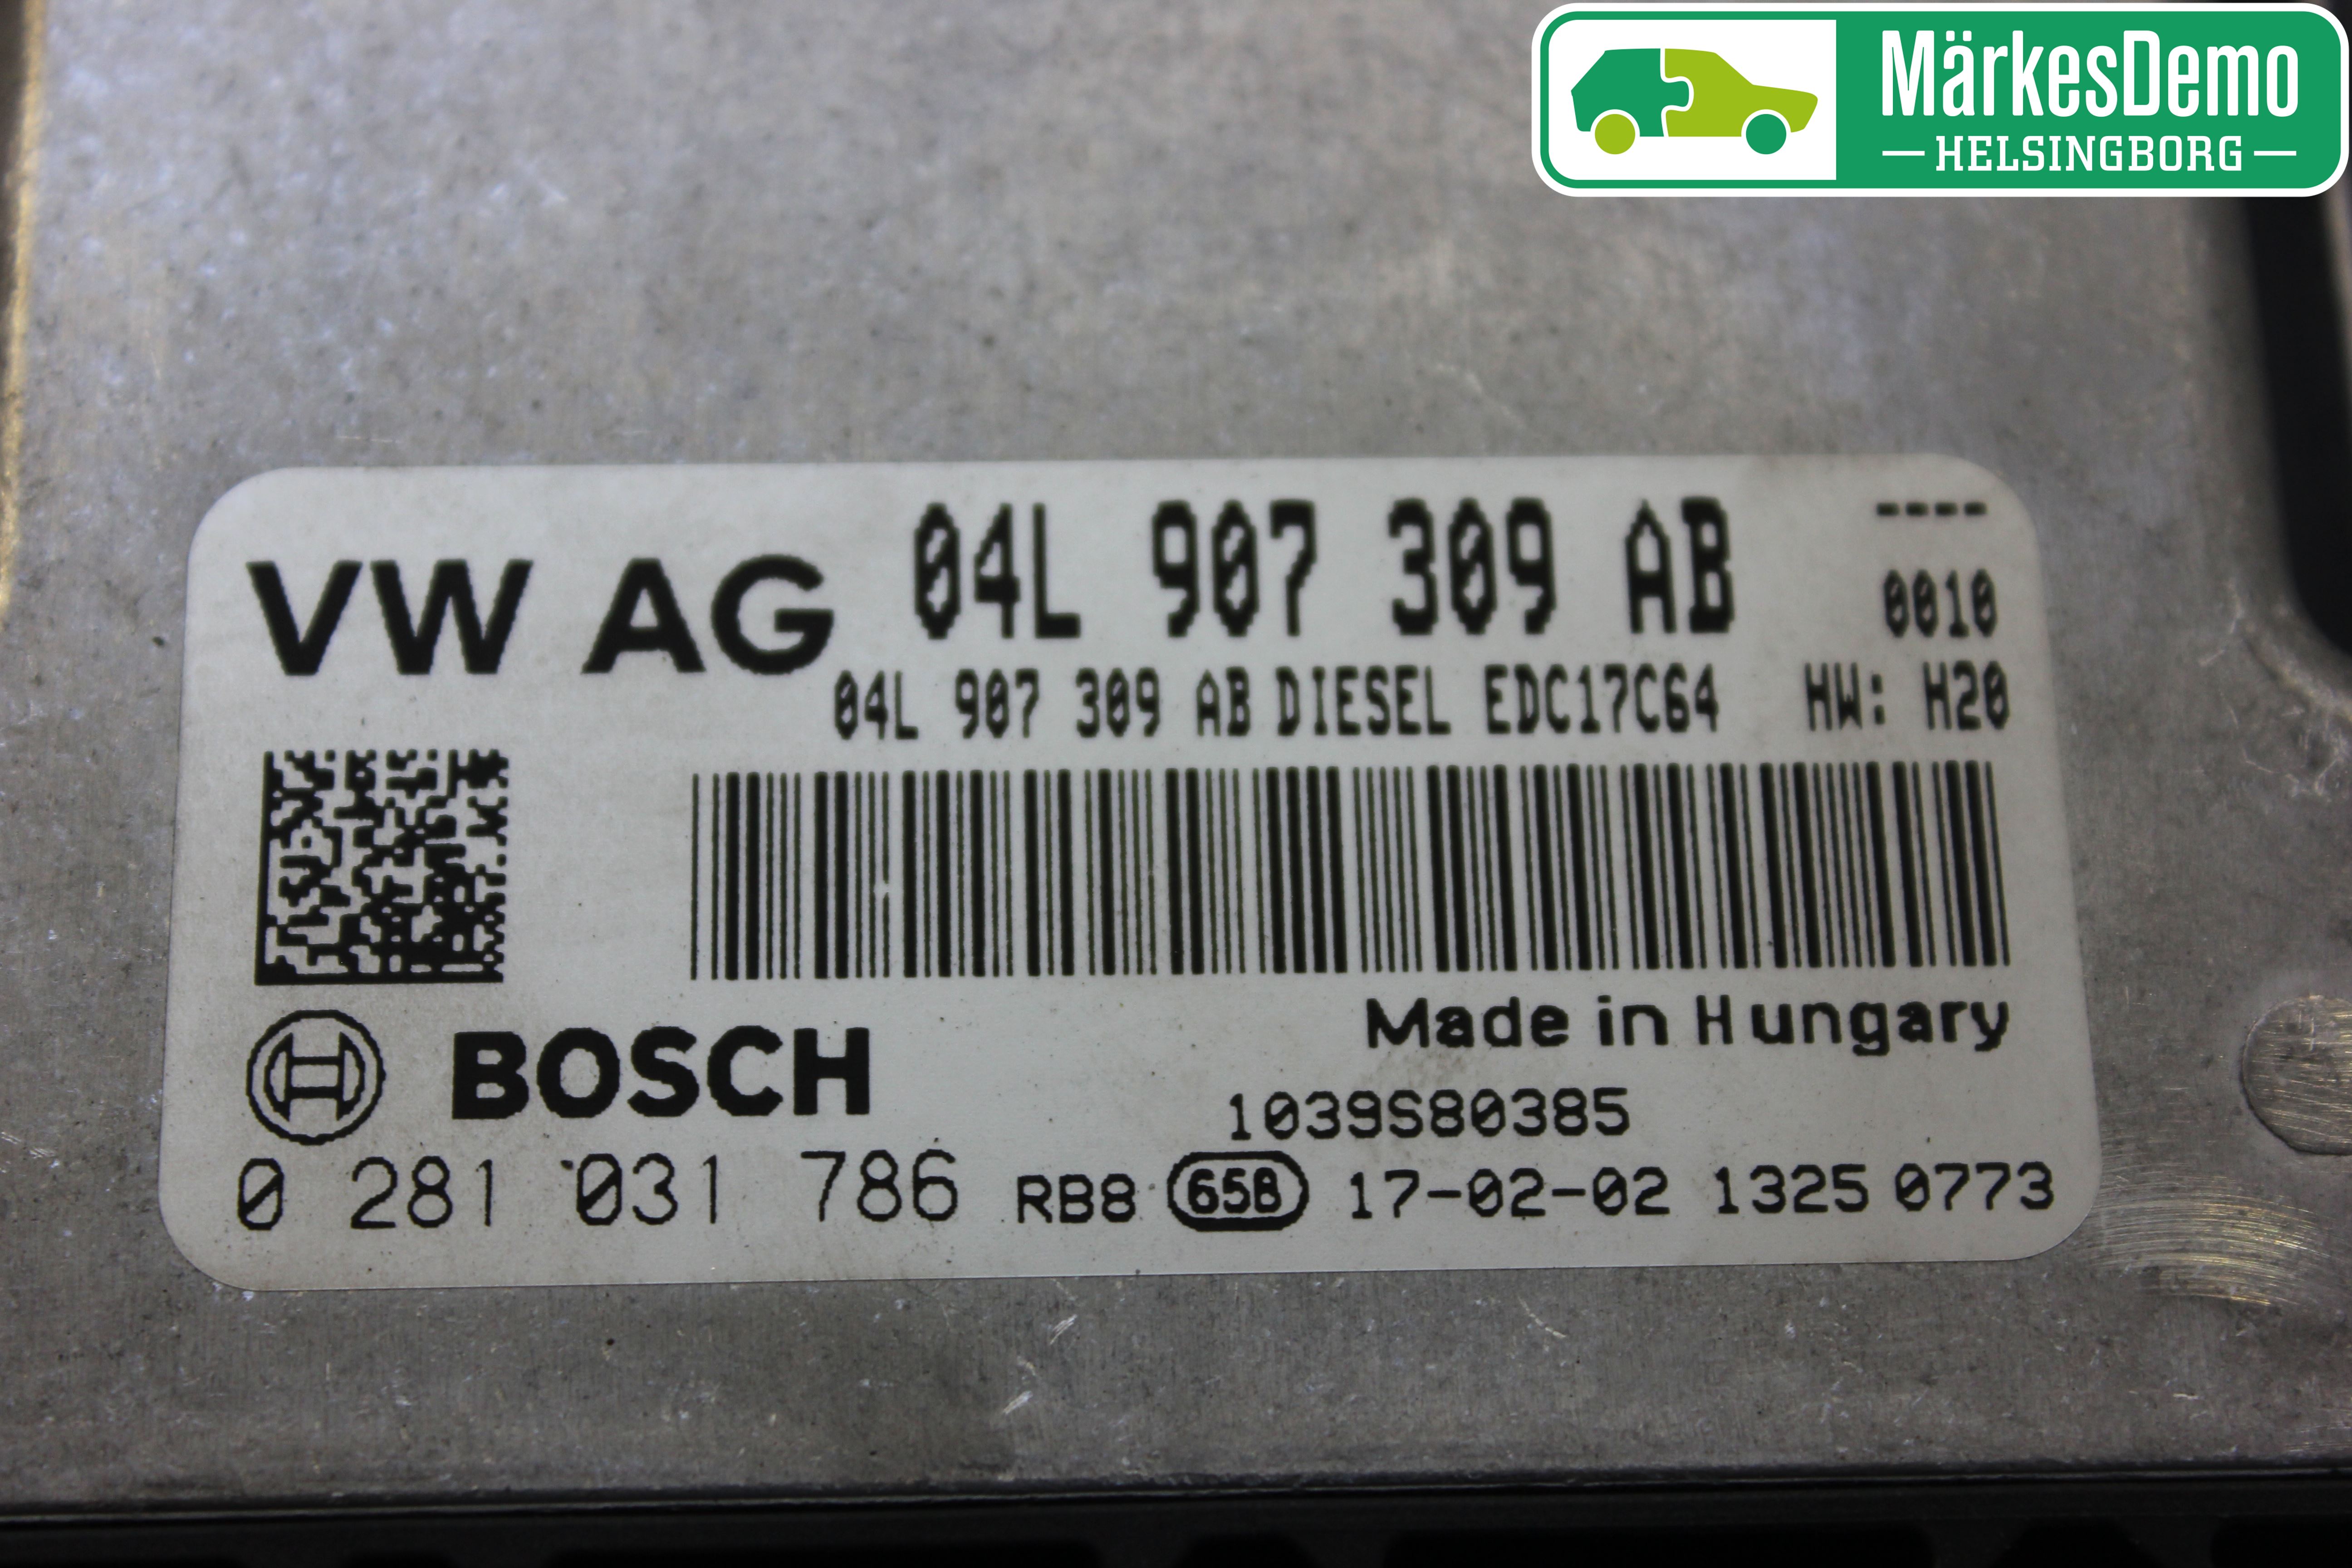 MärkesDemo
HELSINGBORG
VW AG 04L 907 309 AB ----
0010
04L 907 309 AB DIESEL EDC17C64 HW: H20
Made in Hungary
BOSCH
1039S80385
0 281 031 786 RB8 65B 17-02-02 1325 0773